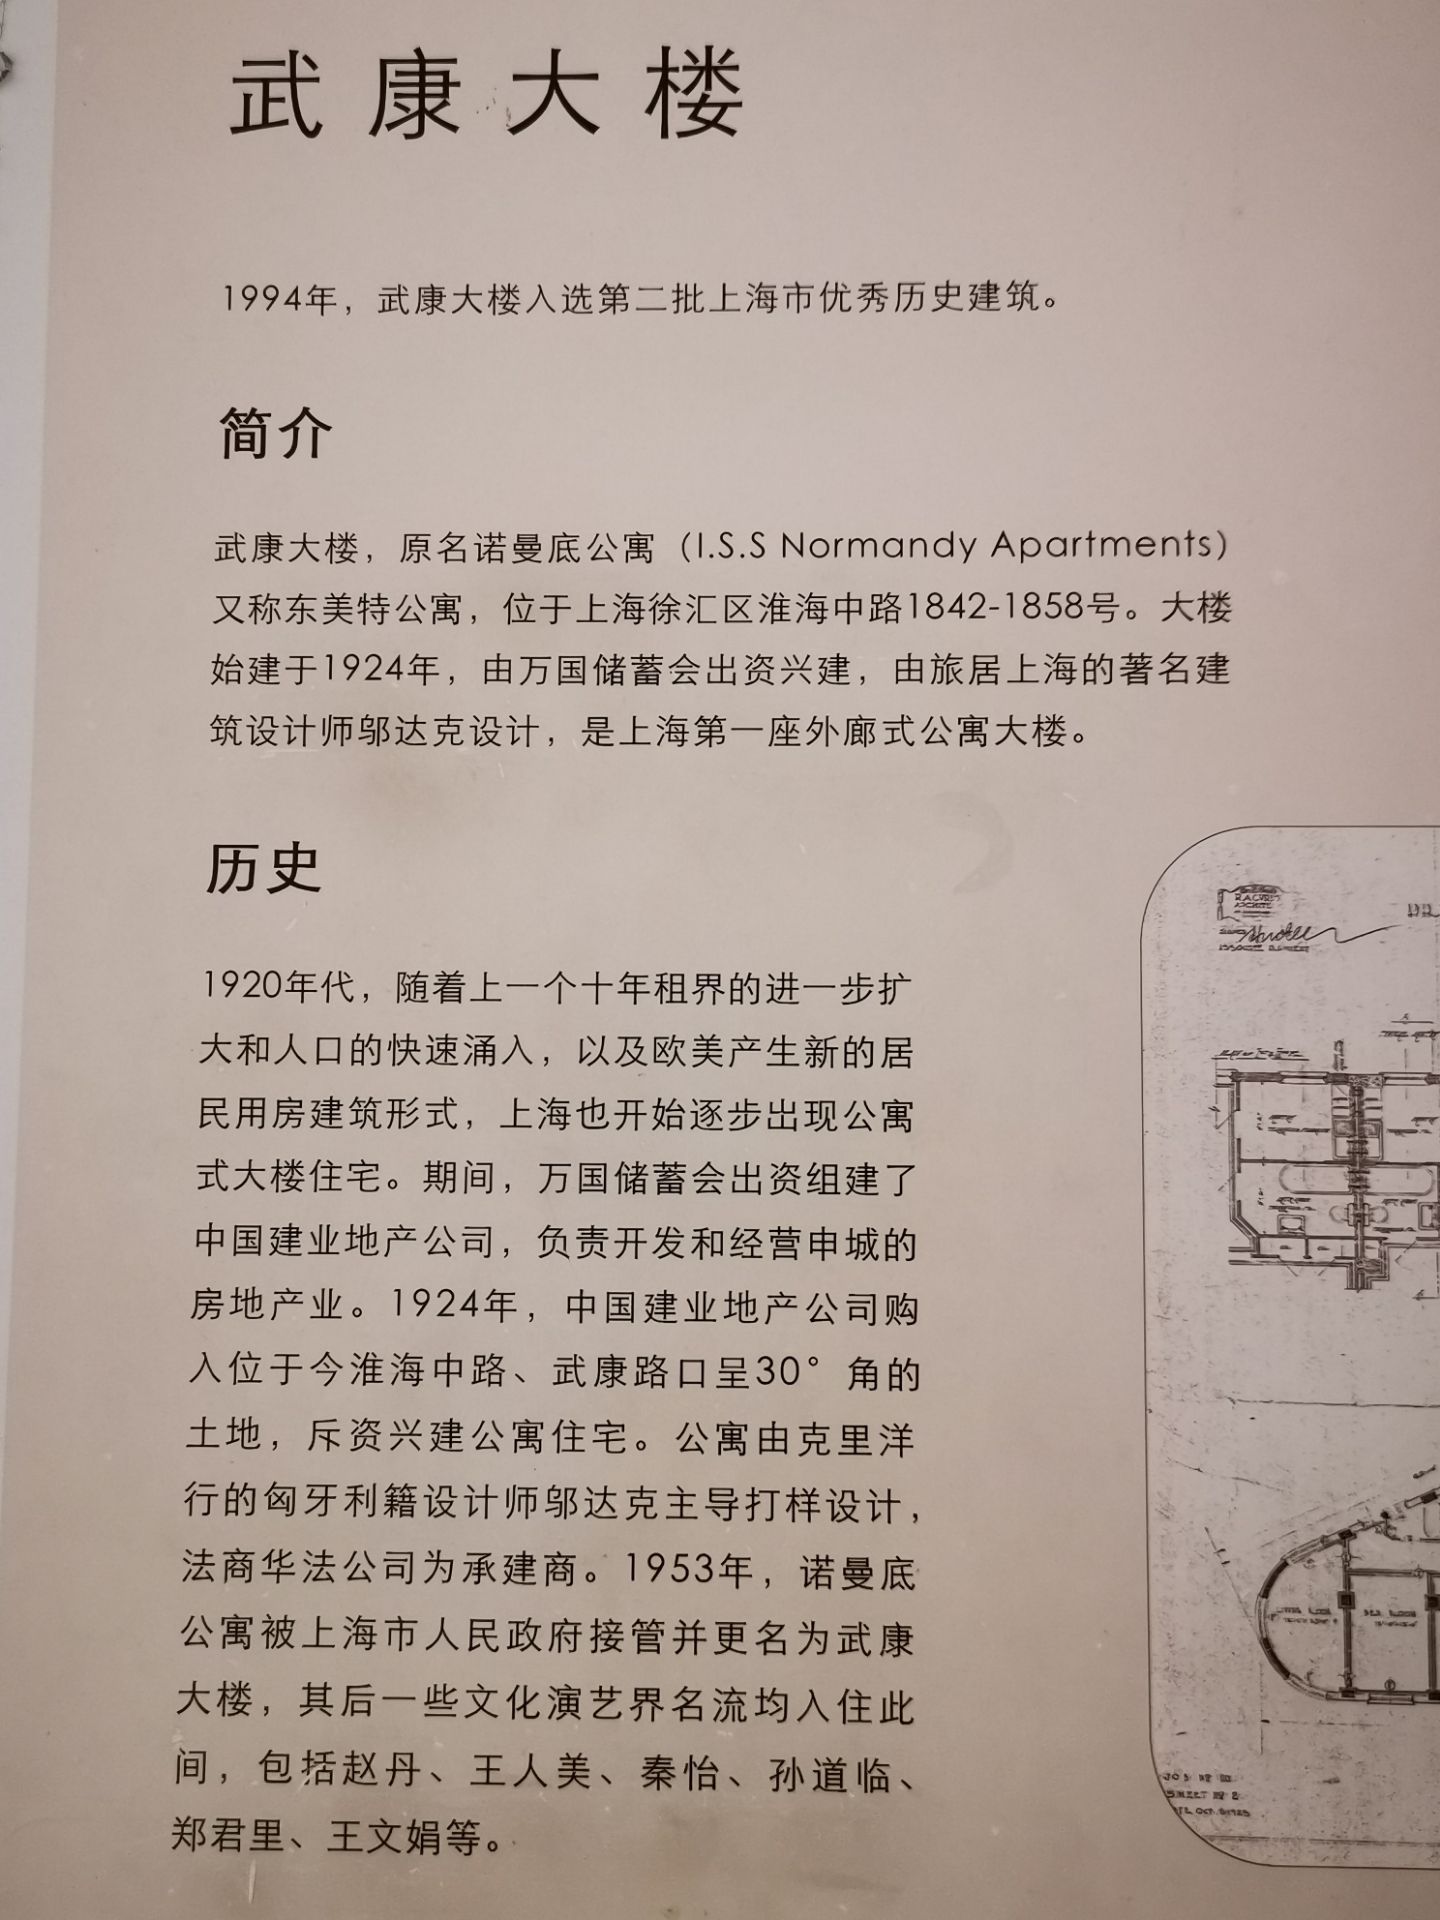 武康大楼
1994年，武康大楼入选第二批上海市优秀历史建筑。
简介
武康大楼，原名诺曼底公寓（I.S.S Normandy Apartments）
又称东美特公寓，位于上海徐汇区淮海中路1842-1858号。大楼
始建于1924年，由万国储蓄会出资兴建，由旅居上海的著名建
筑设计师邬达克设计，是上海第一座外廊式公寓大楼。
历史
1920年代，随着上一个十年租界的进一步扩
大和人口的快速涌入，以及欧美产生新的居
民用房建筑形式，上海也开始逐步出现公寓
式大楼住宅。期间，万国储蓄会出资组建了
中国建业地产公司，负责开发和经营申城的
房地产业。1924年，中国建业地产公司购
入位于今淮海中路、武康路口呈30°角的
土地，斥资兴建公寓住宅。公寓由克里洋
行的匈牙利籍设计师邬达克主导打样设计，
法商华法公司为承建商。1953年，诺曼底
公寓被上海市人民政府接管并更名为武康
大楼，其后一些文化演艺界名流均入住此
间，包括赵丹、王人美、秦怡、孙道临、
郑君里、王文娟等。